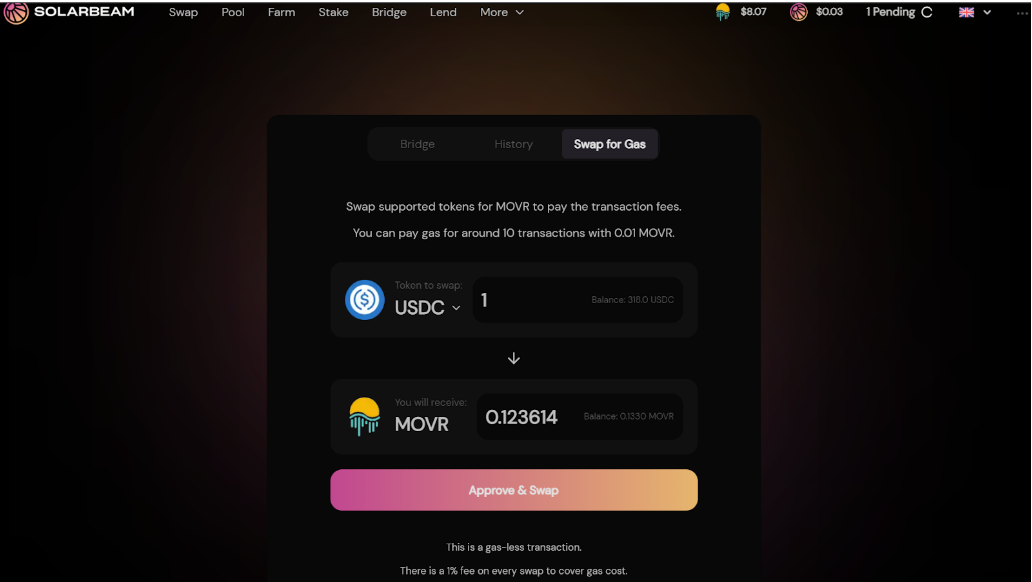 SOLARBEAM Swap Pool Farm Stake Bridge Lend More $8.07 $0.03 1 Pending
Bridge History Swap for Gas
Swap supported tokens for MOVR to pay the transaction fees.
You can pay gas for around 10 transactions with 0.01 MOVR.
Token to swap:
USDC 1 Balance: 318.0 USDC
You will receive:
MOVR 0.123614 Balance: 0.1330 MOVR
Approve & Swap
This is a gas-less transaction.
There is a 1% fee on every swap to cover gas cost.